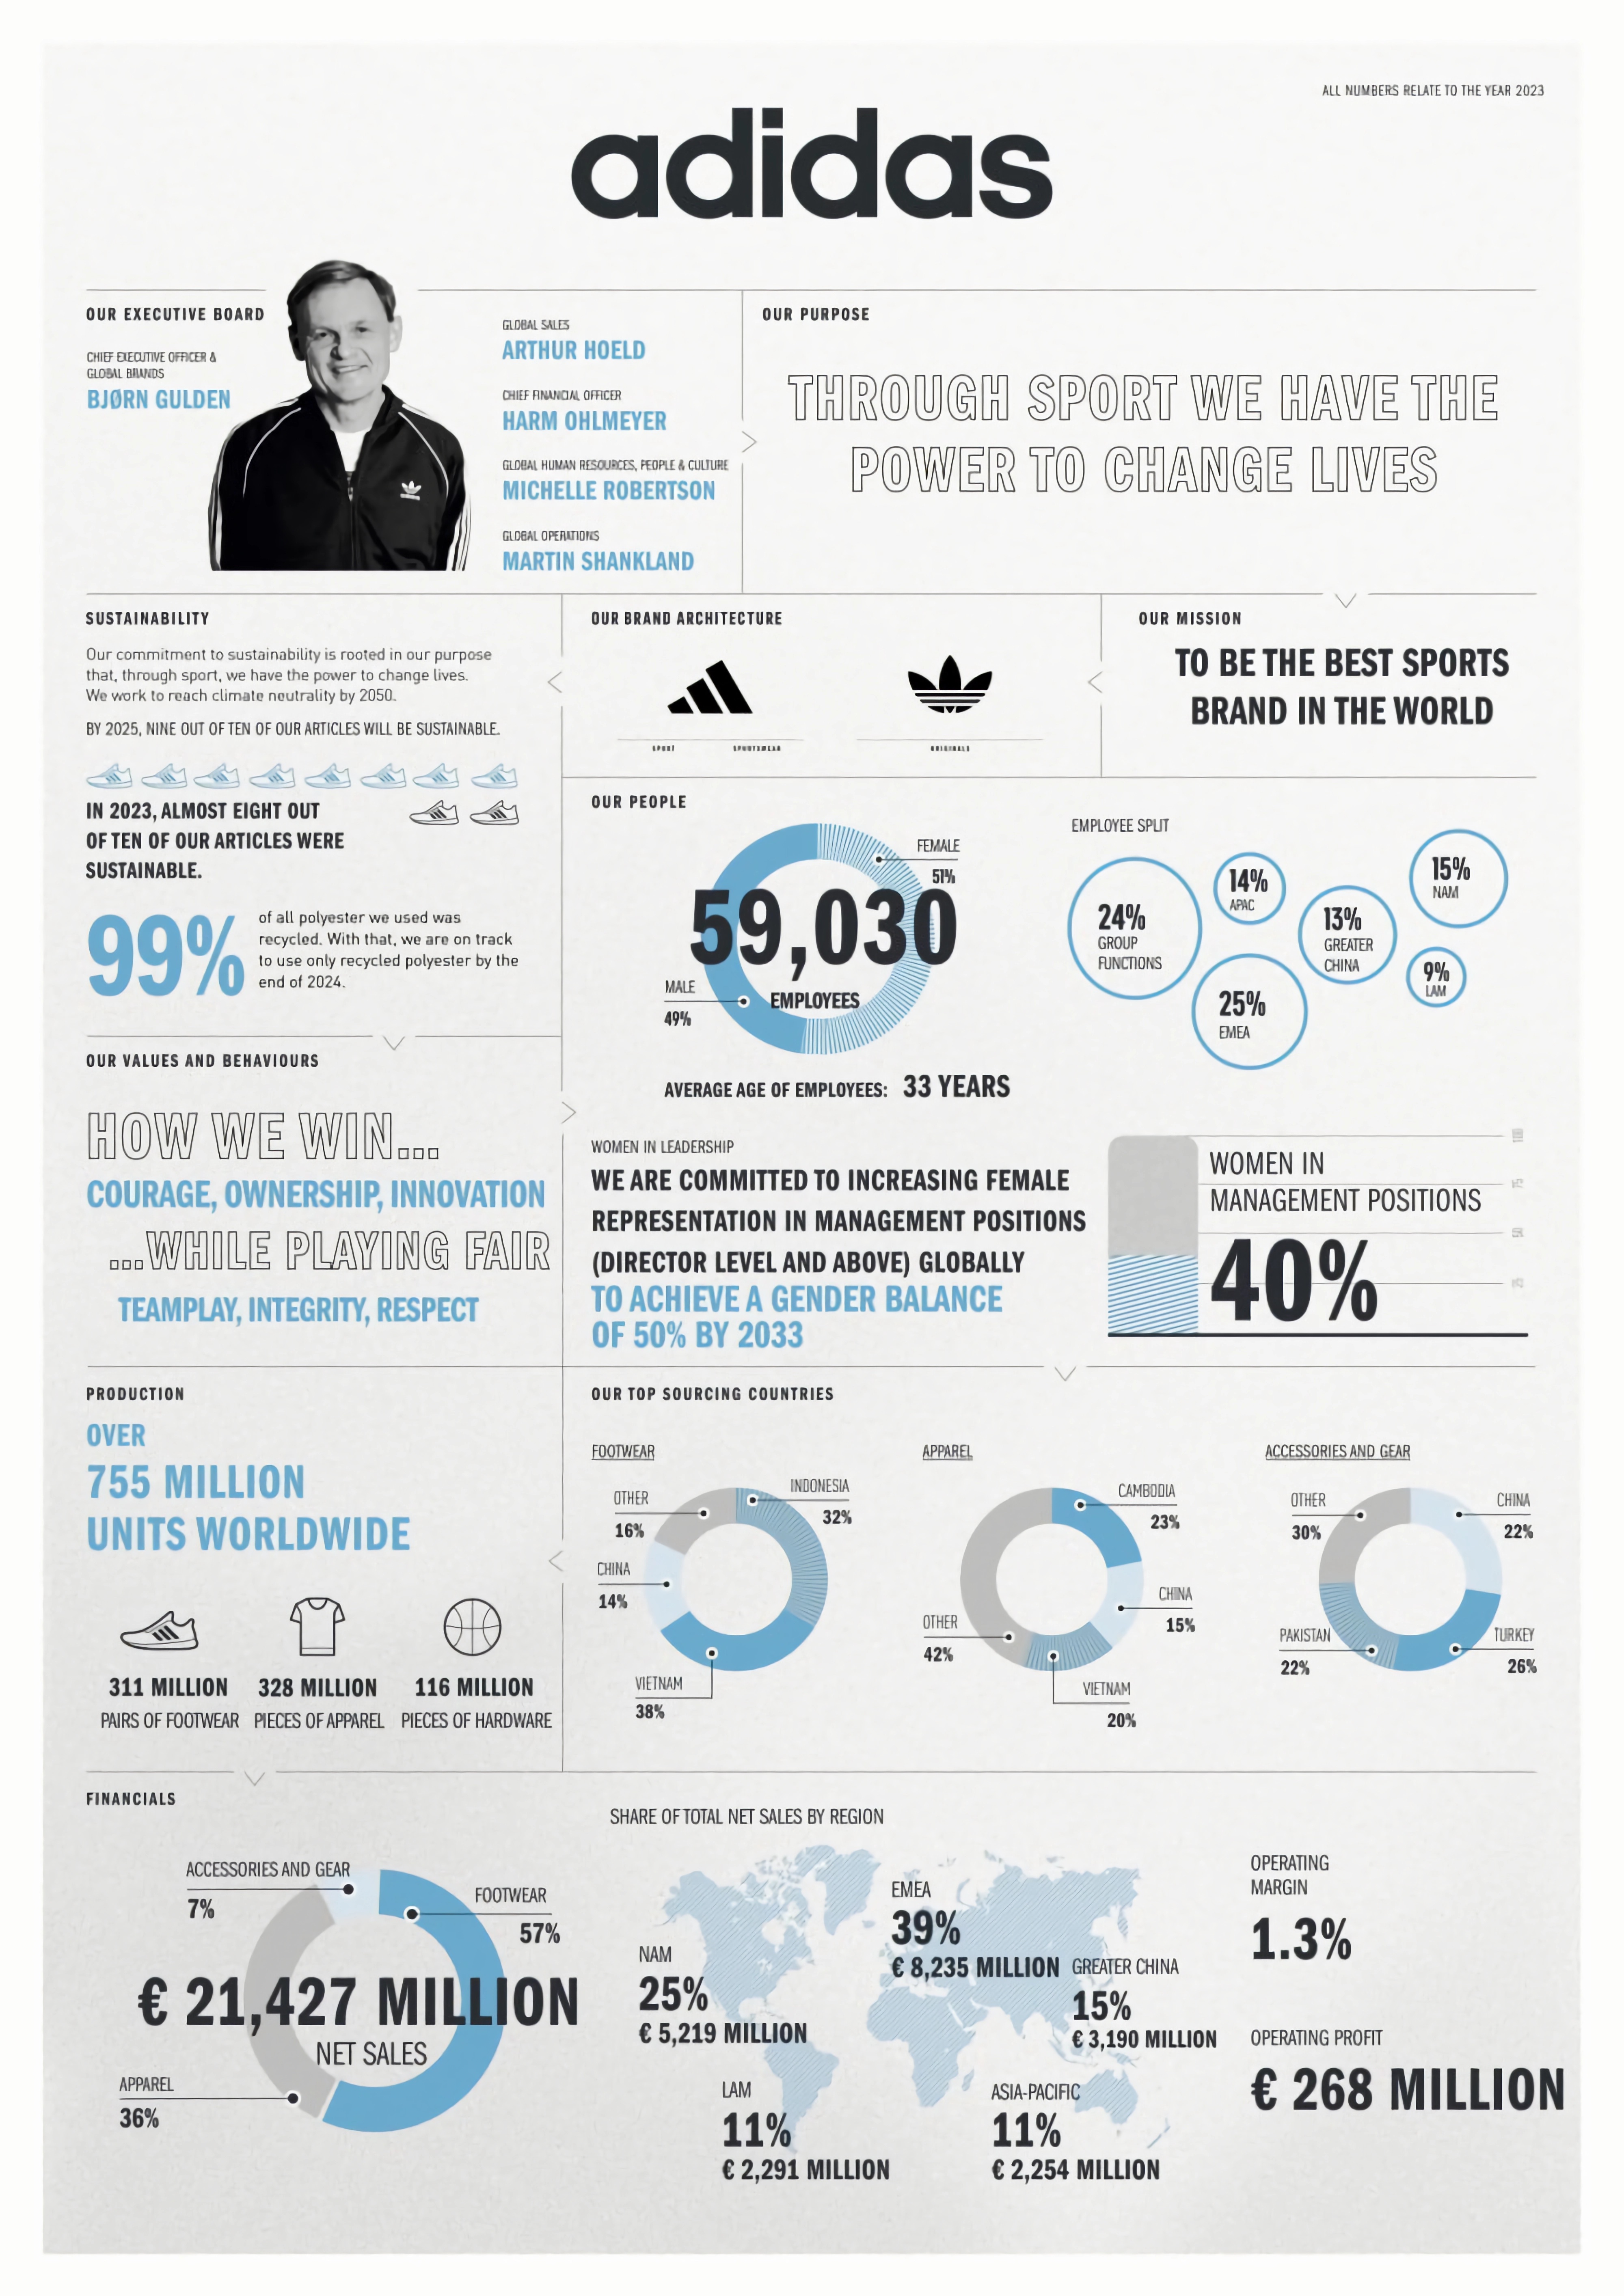 ALL NUMBERS RELATE TO THE YEAR 2023
adidas
OUR EXECUTIVE BOARD
CHIEF EXECUTIVE OFFICER &
GLOBAL BRANDS
BJØRN GULDEN
GLOBAL SALES
ARTHUR HOELD
CHIEF FINANCIAL OFFICER
HARM OHLMEYER
GLOBAL HUMAN RESOURCES, PEOPLE & CULTURE
MICHELLE ROBERTSON
GLOBAL OPERATIONS
MARTIN SHANKLAND
OUR PURPOSE
THROUGH SPORT WE HAVE THE
POWER TO CHANGE LIVES
SUSTAINABILITY
Our commitment to sustainability is rooted in our purpose
that, through sport, we have the power to change lives.
We work to reach climate neutrality by 2050.
BY 2025, NINE OUT OF TEN OF OUR ARTICLES WILL BE SUSTAINABLE.
IN 2023, ALMOST EIGHT OUT
OF TEN OF OUR ARTICLES WERE
SUSTAINABLE.
99%
of all polyester we used was
recycled. With that, we are on track
to use only recycled polyester by the
end of 2024.
OUR BRAND ARCHITECTURE
SPORT
SPORTSWEAR
ORIGINALS
OUR MISSION
TO BE THE BEST SPORTS
BRAND IN THE WORLD
OUR PEOPLE
FEMALE
51%
59,030
EMPLOYEES
MALE
49%
AVERAGE AGE OF EMPLOYEES: 33 YEARS
EMPLOYEE SPLIT
24%
GROUP
FUNCTIONS
14%
APAC
25%
EMEA
13%
GREATER
CHINA
15%
NAM
9%
LAM
OUR VALUES AND BEHAVIOURS
HOW WE WIN...
COURAGE, OWNERSHIP, INNOVATION
...WHILE PLAYING FAIR
TEAMPLAY, INTEGRITY, RESPECT
WOMEN IN LEADERSHIP
WE ARE COMMITTED TO INCREASING FEMALE
REPRESENTATION IN MANAGEMENT POSITIONS
(DIRECTOR LEVEL AND ABOVE) GLOBALLY
TO ACHIEVE A GENDER BALANCE
OF 50% BY 2033
WOMEN IN
MANAGEMENT POSITIONS
40%
100
75
50
25
PRODUCTION
OVER
755 MILLION
UNITS WORLDWIDE
311 MILLION
PAIRS OF FOOTWEAR
328 MILLION
PIECES OF APPAREL
116 MILLION
PIECES OF HARDWARE
OUR TOP SOURCING COUNTRIES
FOOTWEAR
INDONESIA
32%
OTHER
16%
CHINA
14%
VIETNAM
38%
APPAREL
CAMBODIA
23%
CHINA
15%
OTHER
42%
VIETNAM
20%
ACCESSORIES AND GEAR
OTHER
30%
CHINA
22%
PAKISTAN
22%
TURKEY
26%
FINANCIALS
ACCESSORIES AND GEAR
7%
FOOTWEAR
57%
€ 21,427 MILLION
NET SALES
APPAREL
36%
SHARE OF TOTAL NET SALES BY REGION
NAM
25%
€ 5,219 MILLION
EMEA
39%
€ 8,235 MILLION
GREATER CHINA
15%
€ 3,190 MILLION
LAM
11%
€ 2,291 MILLION
ASIA-PACIFIC
11%
€ 2,254 MILLION
OPERATING
MARGIN
1.3%
OPERATING PROFIT
€ 268 MILLION